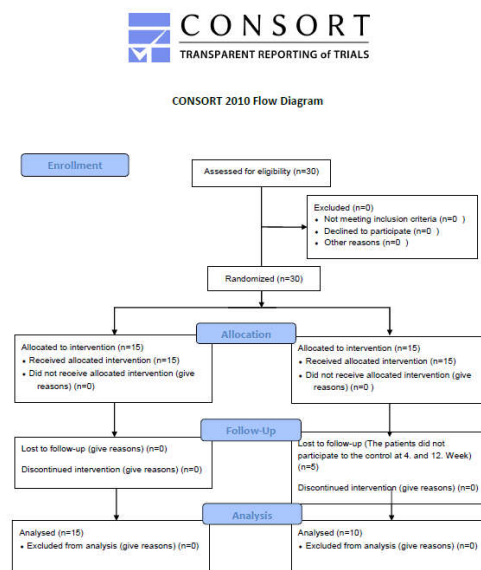 CONSORT
TRANSPARENT REPORTING of TRIALS
CONSORT 2010 Flow Diagram
Enrollment
Assessed for eligibility (n=30)
Excluded (n=0)
• Not meeting inclusion criteria (n=0 )
• Declined to participate (n=0 )
• Other reasons (n=0 )
Randomized (n=30)
Allocation
Allocated to intervention (n=15)
• Received allocated intervention (n=15)
• Did not receive allocated intervention (give
reasons) (n=0)
Allocated to intervention (n=15)
• Received allocated intervention (n=15)
• Did not receive allocated intervention (give
reasons) (n=0 )
Follow-Up
Lost to follow-up (give reasons) (n=0)
Discontinued intervention (give reasons) (n=0)
Lost to follow-up (The patients did not
participate to the control at 4. and 12. Week)
(n=5)
Discontinued intervention (give reasons) (n=0)
Analysis
Analysed (n=15)
• Excluded from analysis (give reasons) (n=0)
Analysed (n=10)
• Excluded from analysis (give reasons) (n=0)